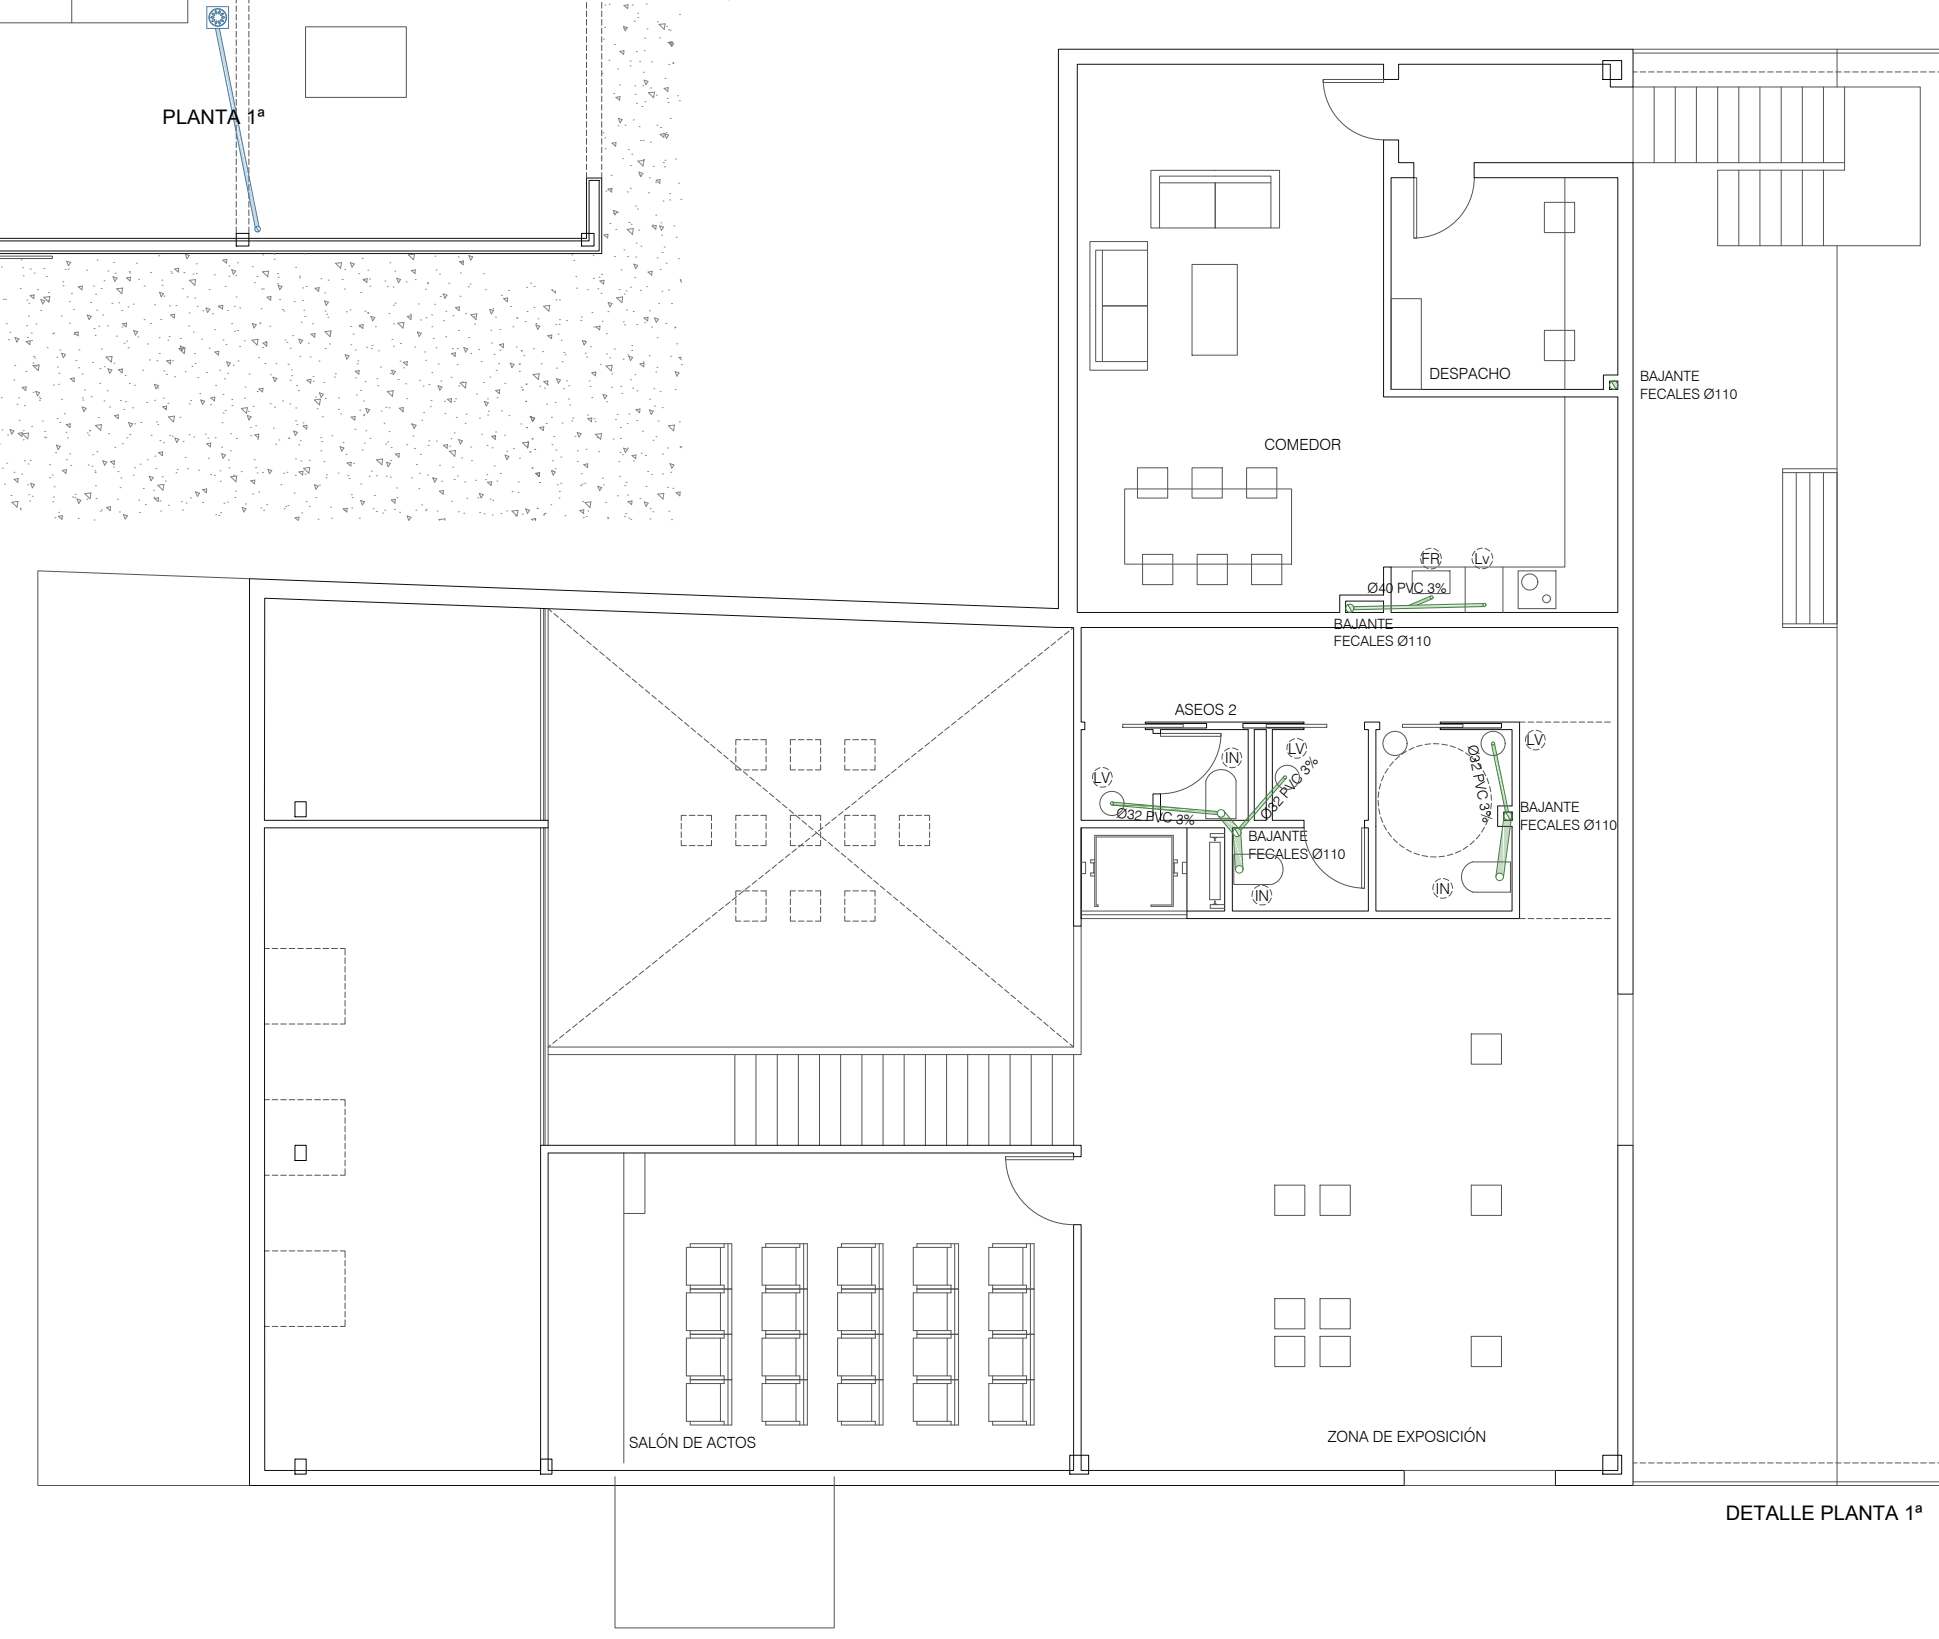 PLANTA 1ª
DESPACHO
BAJANTE
FECALES Ø110
COMEDOR
FR
Lv
Ø40 PVC 3%
BAJANTE
FECALES Ø110
ASEOS 2
LV
IN
LV
LV
Ø32 PVC 3%
Ø32 PVC 3%
Ø32 PVC 3%
BAJANTE
FECALES Ø110
BAJANTE
FECALES Ø110
IN
IN
SALÓN DE ACTOS
ZONA DE EXPOSICIÓN
DETALLE PLANTA 1ª